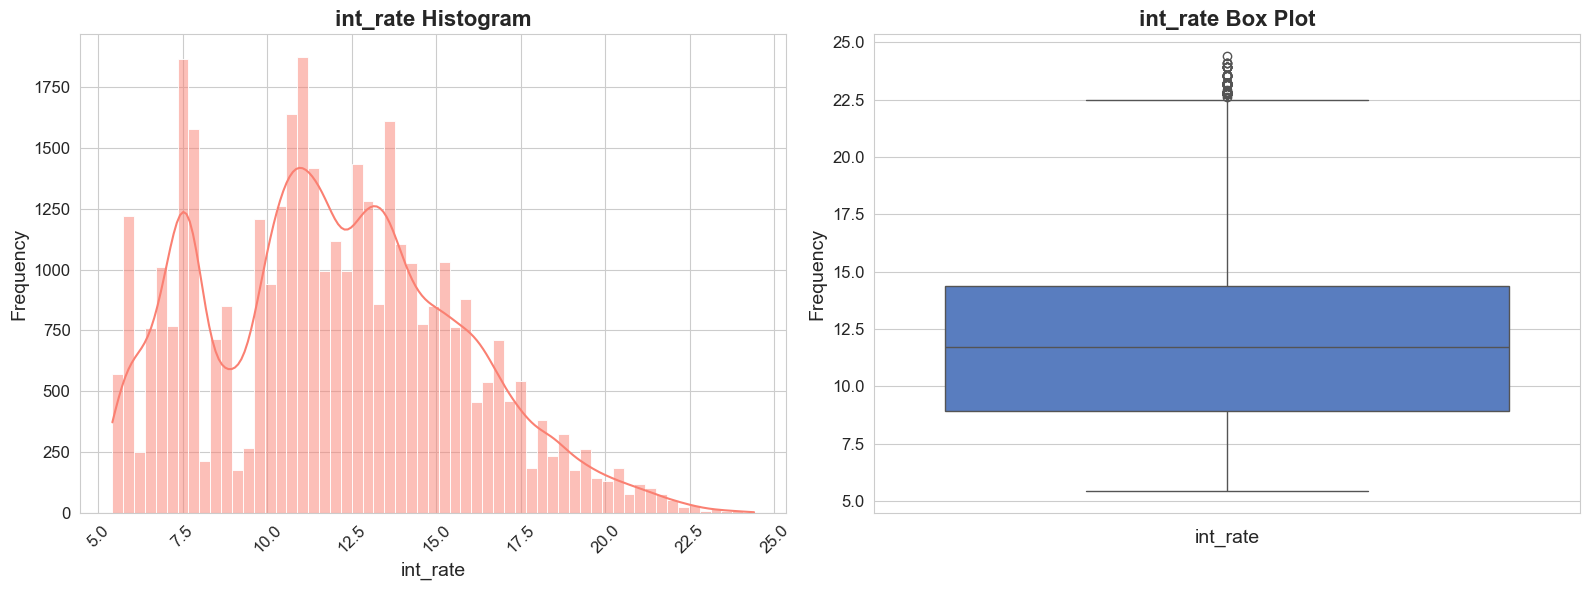 int_rate Histogram
Frequency
1750
1500
1250
1000
750
500
250
0
5.0 7.5 10.0 12.5 15.0 17.5 20.0 22.5 25.0
int_rate
int_rate Box Plot
Frequency
25.0
22.5
20.0
17.5
15.0
12.5
10.0
7.5
5.0
int_rate